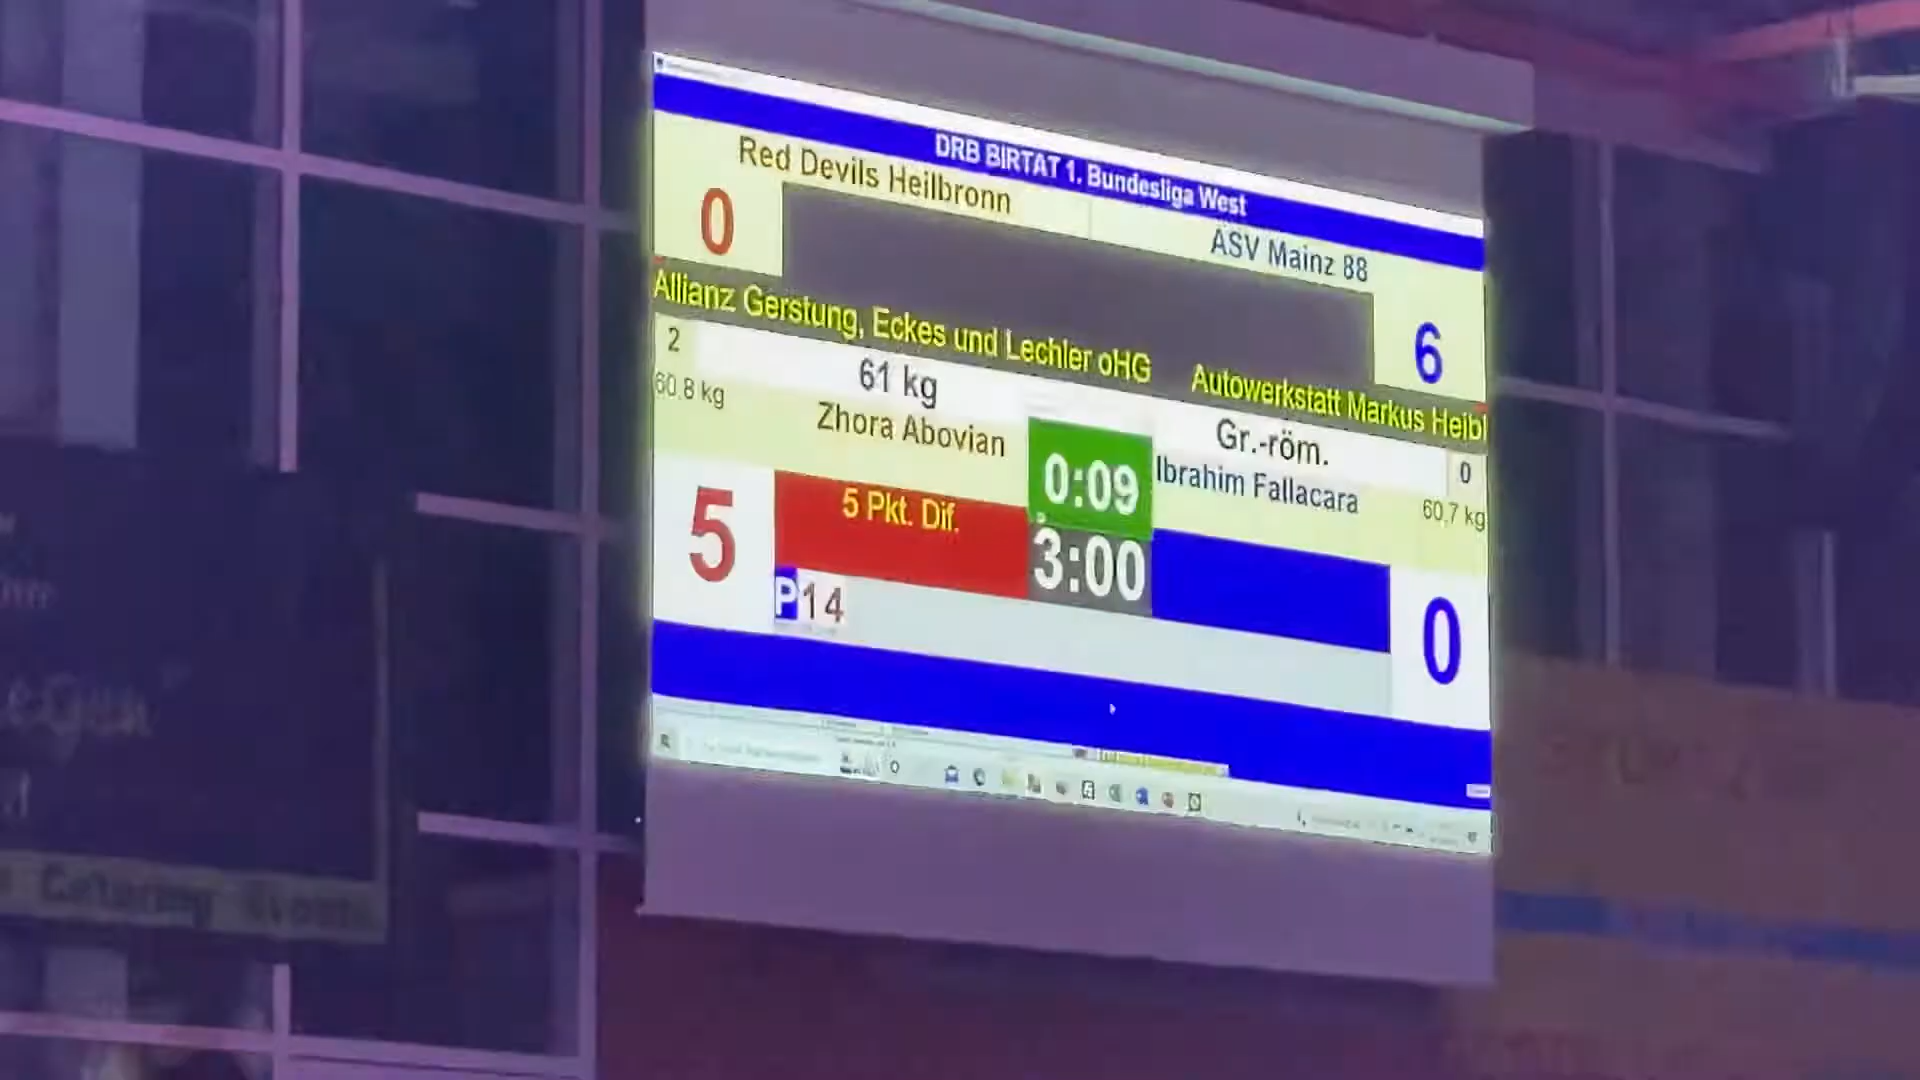 DRB BIRTAT 1. Bundesliga West
Red Devils Heilbronn
ASV Mainz 88
0
6
Allianz Gerstung, Eckes und Lechler oHG
Autowerkstatt Markus Heibl
2
61 kg
Gr.-röm.
0
60.8 kg
Zhora Abovian
0:09
Ibrahim Fallacara
60,7 kg
5
5 Pkt. Dif.
3:00
0
P14
Catering